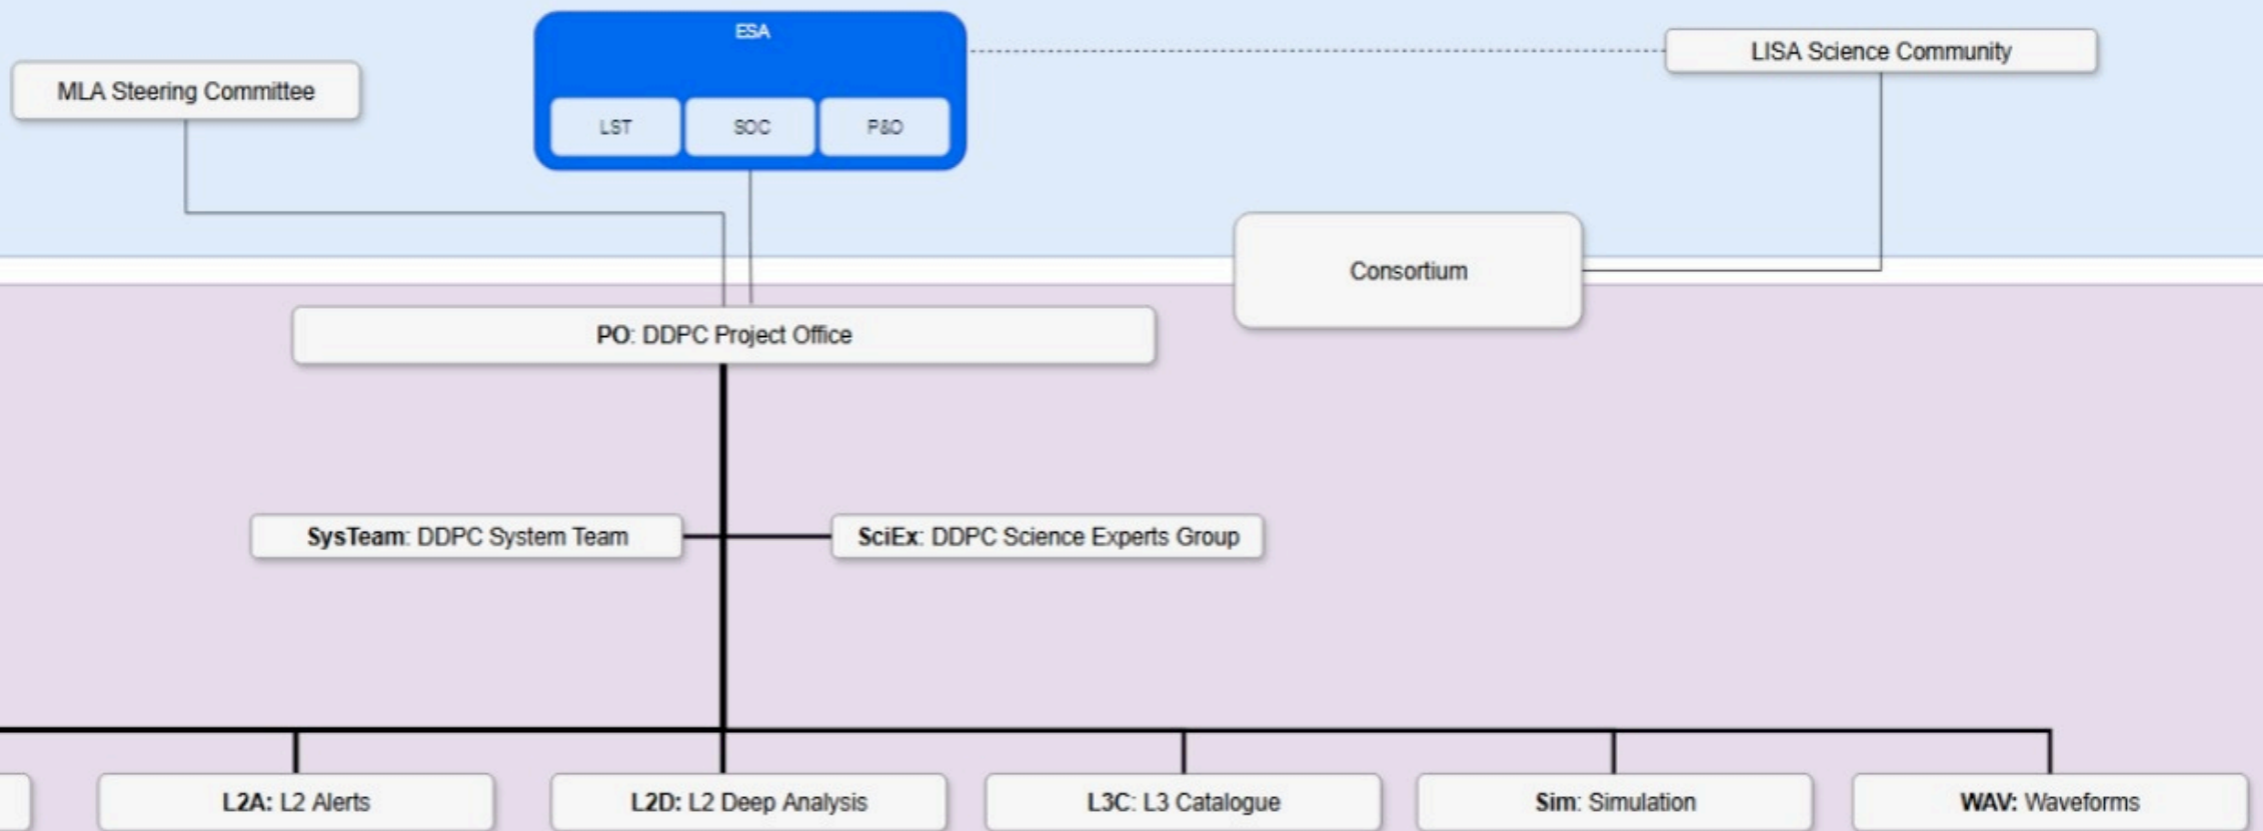 ESA
LISA Science Community
MLA Steering Committee
LST
SOC
P&O
Consortium
PO: DDPC Project Office
SysTeam: DDPC System Team
SciEx: DDPC Science Experts Group
L2A: L2 Alerts
L2D: L2 Deep Analysis
L3C: L3 Catalogue
Sim: Simulation
WAV: Waveforms